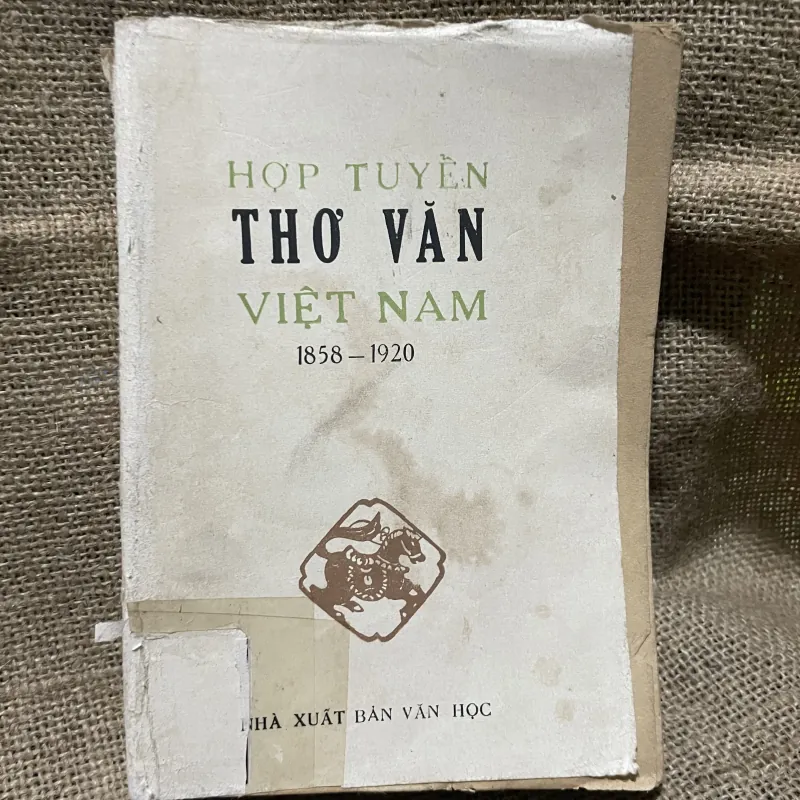 HỢP TUYỂN
THƠ VĂN
VIỆT NAM
1858 — 1920
NHÀ XUẤT BẢN VĂN HỌC